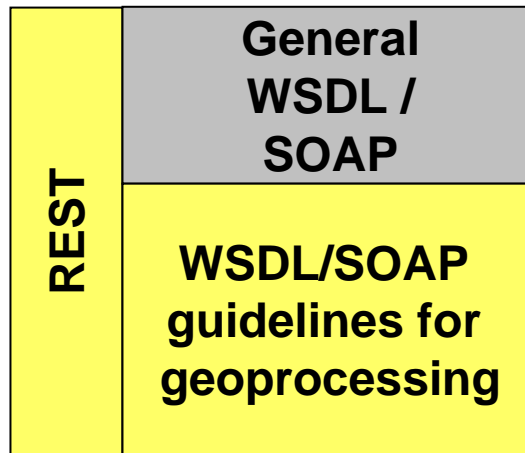 REST
General
WSDL /
SOAP
WSDL/SOAP
guidelines for
geoprocessing